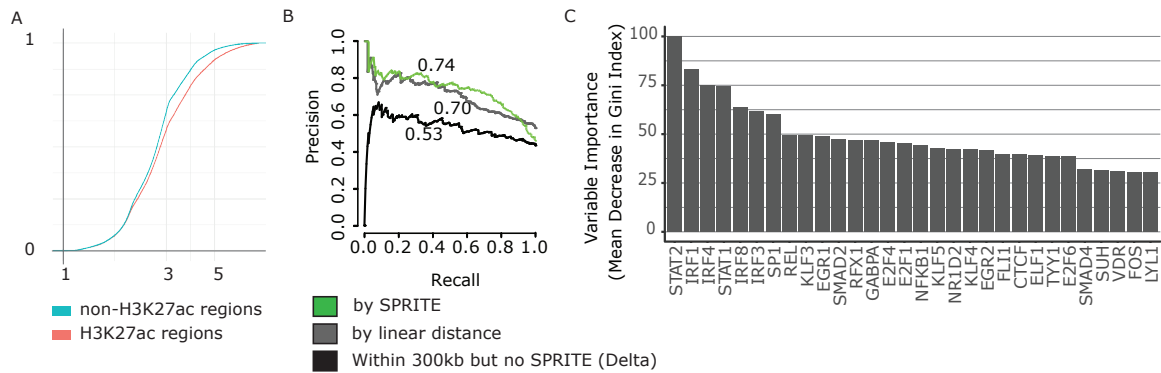 A
1
0
1
3
5
non-H3K27ac regions
H3K27ac regions
B
Precision
0.0
0.2
0.4
0.6
0.8
1.0
0.74
0.70
0.53
0.0
0.2
0.4
0.6
0.8
1.0
Recall
by SPRITE
by linear distance
Within 300kb but no SPRITE (Delta)
C
Variable Importance
(Mean Decrease in Gini Index)
100
75
50
25
0
STAT2
IRF1
IRF4
STAT1
IRF8
IRF3
SP1
REL
KLF3
EGR1
SMAD2
RFX1
GABPA
E2F4
E2F1
NFKB1
KLF5
NR1D2
KLF4
EGR2
FLI1
CTCF
ELF1
TYY1
E2F6
SMAD4
SUH
VDR
FOS
LYL1